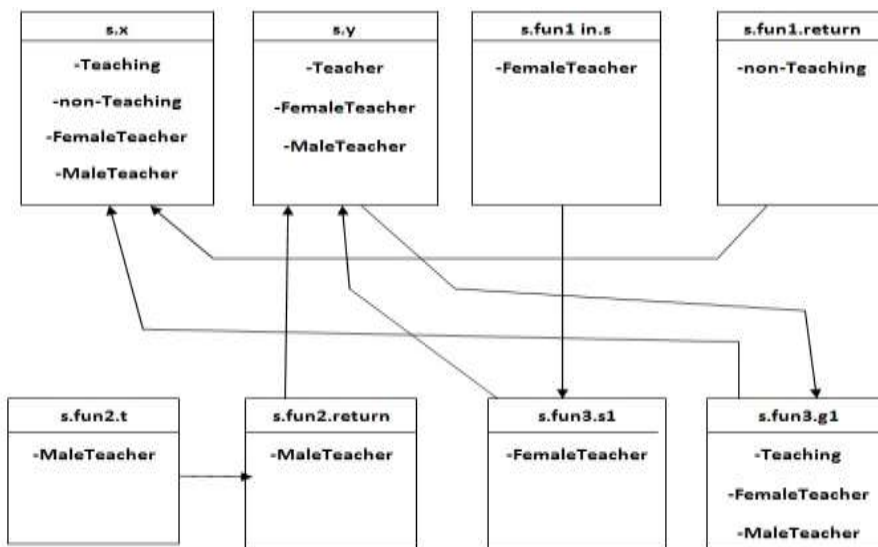 s.x
-Teaching
-non-Teaching
-FemaleTeacher
-MaleTeacher
s.y
-Teacher
-FemaleTeacher
-MaleTeacher
s.fun1 in.s
-FemaleTeacher
s.fun1.return
-non-Teaching
s.fun2.t
-MaleTeacher
s.fun2.return
-MaleTeacher
s.fun3.s1
-FemaleTeacher
s.fun3.g1
-Teaching
-FemaleTeacher
-MaleTeacher